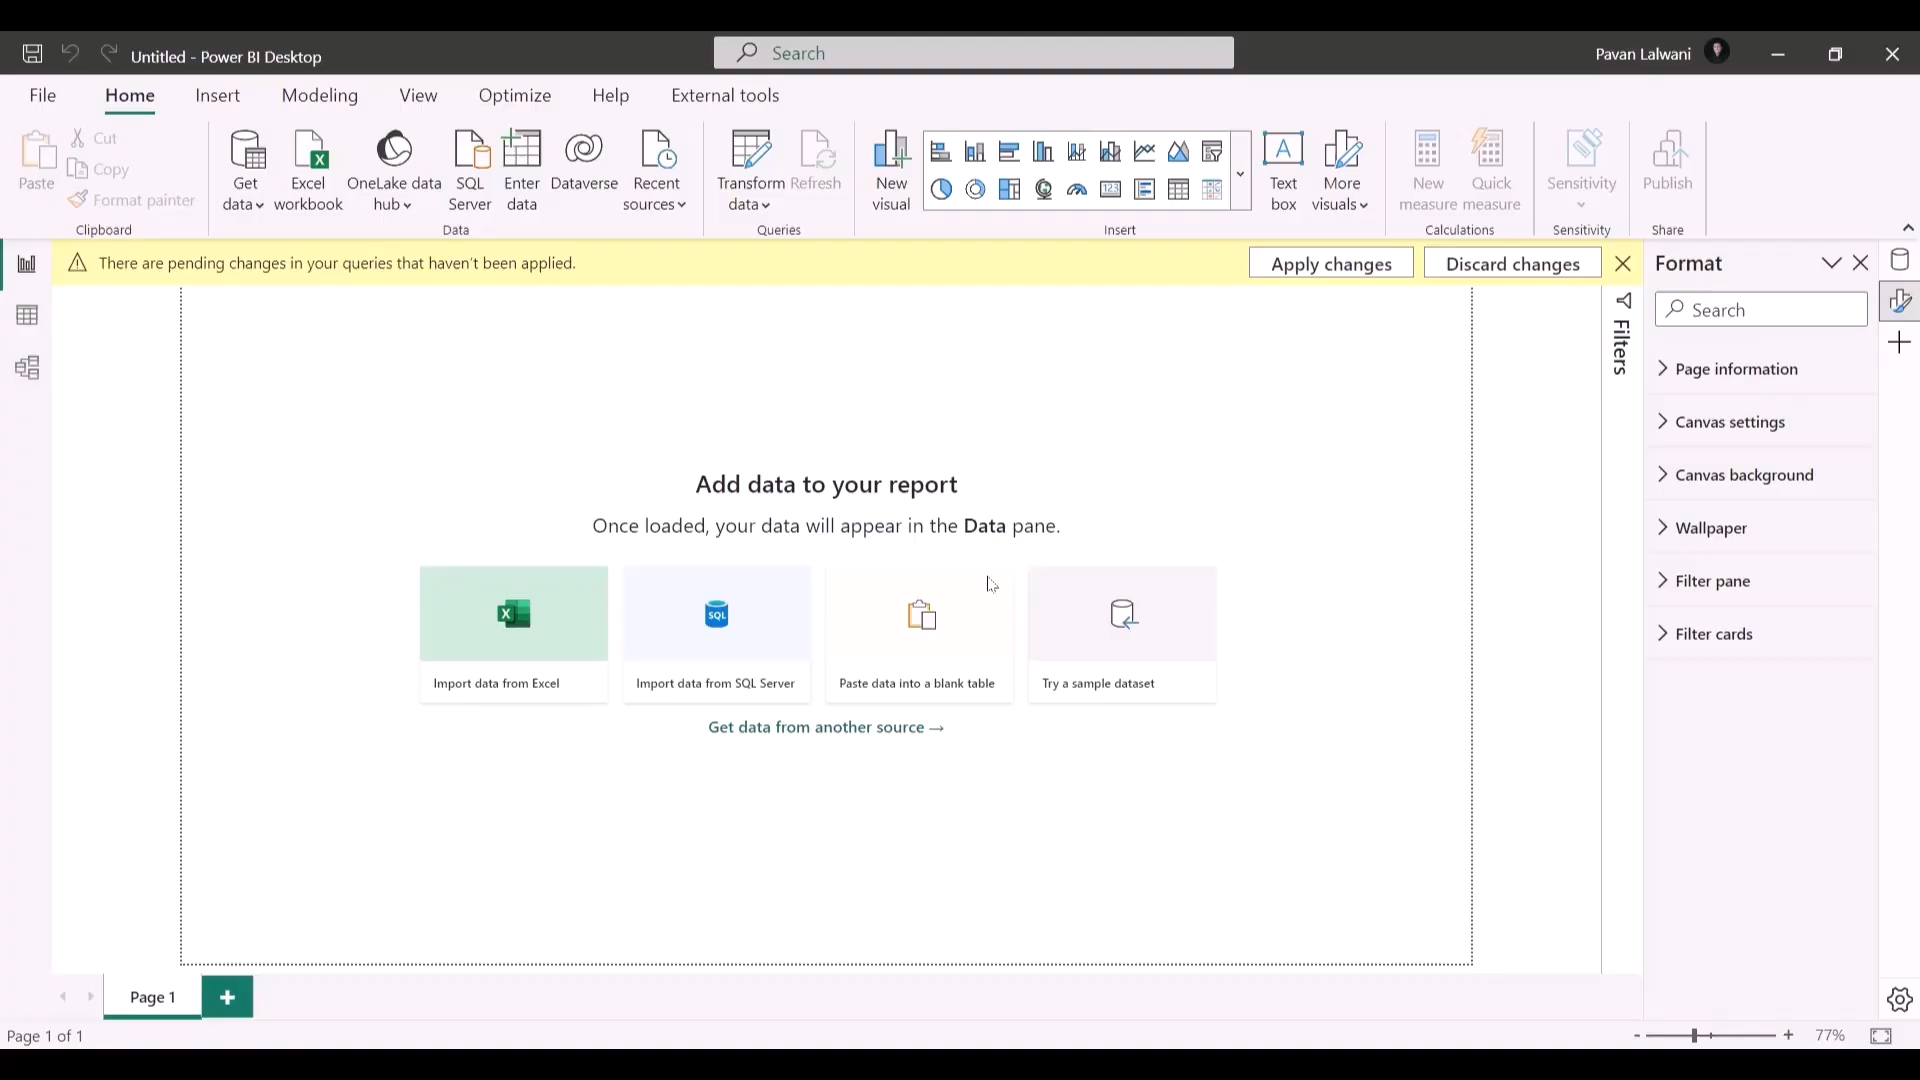 Untitled - Power BI Desktop
Search
Pavan Lalwani
File
Home
Insert
Modeling
View
Optimize
Help
External tools
Paste
Cut
Copy
Format painter
Clipboard
Get
data
Excel
workbook
OneLake data
hub
SQL
Server
Enter
data
Dataverse
Recent
sources
Data
Transform
data
Refresh
Queries
New
visual
123
A
Text
box
More
visuals
Insert
New
measure
Quick
measure
Calculations
Sensitivity
Sensitivity
Publish
Share
There are pending changes in your queries that haven't been applied.
Apply changes
Discard changes
Filters
Format
Search
Page information
Canvas settings
Canvas background
Wallpaper
Filter pane
Filter cards
Add data to your report
Once loaded, your data will appear in the Data pane.
X
SQL
Import data from Excel
Import data from SQL Server
Paste data into a blank table
Try a sample dataset
Get data from another source →
Page 1
Page 1 of 1
- + 77%